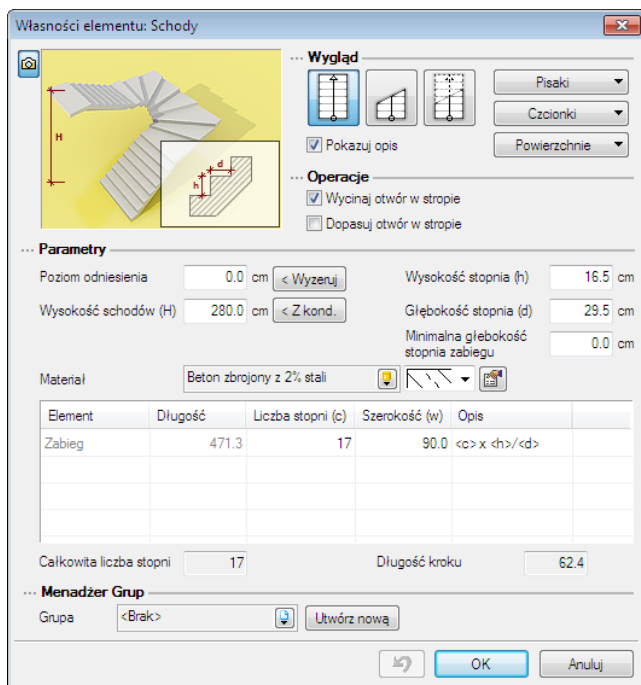 Własności elementu: Schody
H
d
h
Wygląd
Pisaki
Czcionki
Pokazuj opis
Powierzchnie
Operacje
Wycinaj otwór w stropie
Dopasuj otwór w stropie
Parametry
Poziom odniesienia 0.0 cm < Wyzeruj
Wysokość stopnia (h) 16.5 cm
Wysokość schodów (H) 280.0 cm < Z kond.
Głębokość stopnia (d) 29.5 cm
Minimalna głębokość
stopnia zabiegu 0.0 cm
Materiał Beton zbrojony z 2% stali
Element Długość Liczba stopni (c) Szerokość (w) Opis
Zabieg 471.3 17 90.0 <c> x <h>/<d>
Całkowita liczba stopni 17 Długość kroku 62.4
Menadżer Grup
Grupa <Brak> Utwórz nową
OK Anuluj